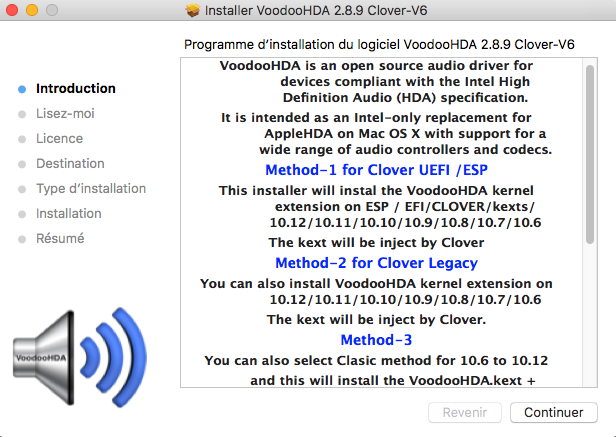 Installer VoodooHDA 2.8.9 Clover-V6
Programme d'installation du logiciel VoodooHDA 2.8.9 Clover-V6
Introduction
Lisez-moi
Licence
Destination
Type d'installation
Installation
Résumé
VoodooHDA
VoodooHDA is an open source audio driver for
devices compliant with the Intel High
Definition Audio (HDA) specification.
It is intended as an Intel-only replacement for
AppleHDA on Mac OS X with support for a
wide range of audio controllers and codecs.
Method-1 for Clover UEFI /ESP
This installer will instal the VoodooHDA kernel
extension on ESP / EFI/CLOVER/kexts/
10.12/10.11/10.10/10.9/10.8/10.7/10.6
The kext will be inject by Clover
Method-2 for Clover Legacy
You can also install VoodooHDA kernel extension on
10.12/10.11/10.10/10.9/10.8/10.7/10.6
The kext will be inject by Clover.
Method-3
You can also select Clasic method for 10.6 to 10.12
and this will install the VoodooHDA.kext +
Revenir
Continuer